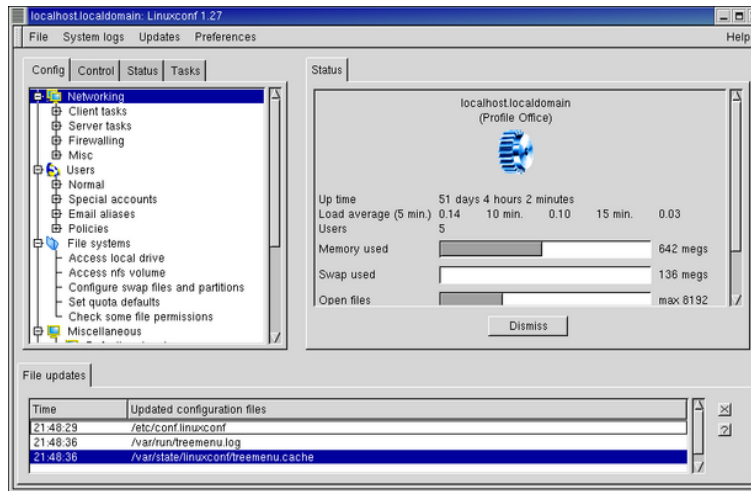 localhost.localdomain: Linuxconf 1.27
File System logs Updates Preferences Help
Config Control Status Tasks
Networking
Client tasks
Server tasks
Firewalling
Misc
Users
Normal
Special accounts
Email aliases
Policies
File systems
Access local drive
Access nfs volume
Configure swap files and partitions
Set quota defaults
Check some file permissions
Miscellaneous
Status
localhost.localdomain
(Profile Office)
Up time 51 days 4 hours 2 minutes
Load average (5 min.) 0.14 10 min. 0.10 15 min. 0.03
Users 5
Memory used 642 megs
Swap used 136 megs
Open files max 8192
Dismiss
File updates
Time Updated configuration files
21:48:29 /etc/conf.linuxconf
21:48:36 /var/run/treemenu.log
21:48:36 /var/state/linuxconf/treemenu.cache
?